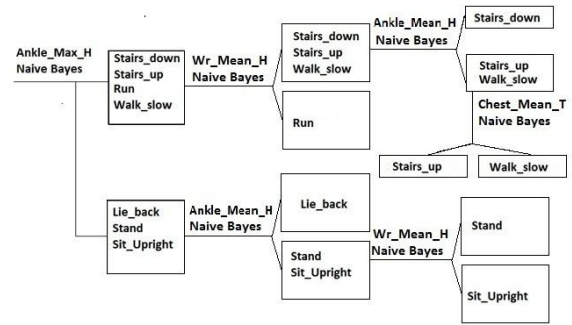 Ankle_Max_H
Naive Bayes
Stairs_down
Stairs_up
Run
Walk_slow
Wr_Mean_H
Naive Bayes
Stairs_down
Stairs_up
Walk_slow
Run
Ankle_Mean_H
Naive Bayes
Stairs_down
Stairs_up
Walk_slow
Chest_Mean_T
Naive Bayes
Stairs_up
Walk_slow
Lie_back
Stand
Sit_Upright
Ankle_Mean_H
Naive Bayes
Lie_back
Stand
Sit_Upright
Wr_Mean_H
Naive Bayes
Stand
Sit_Upright